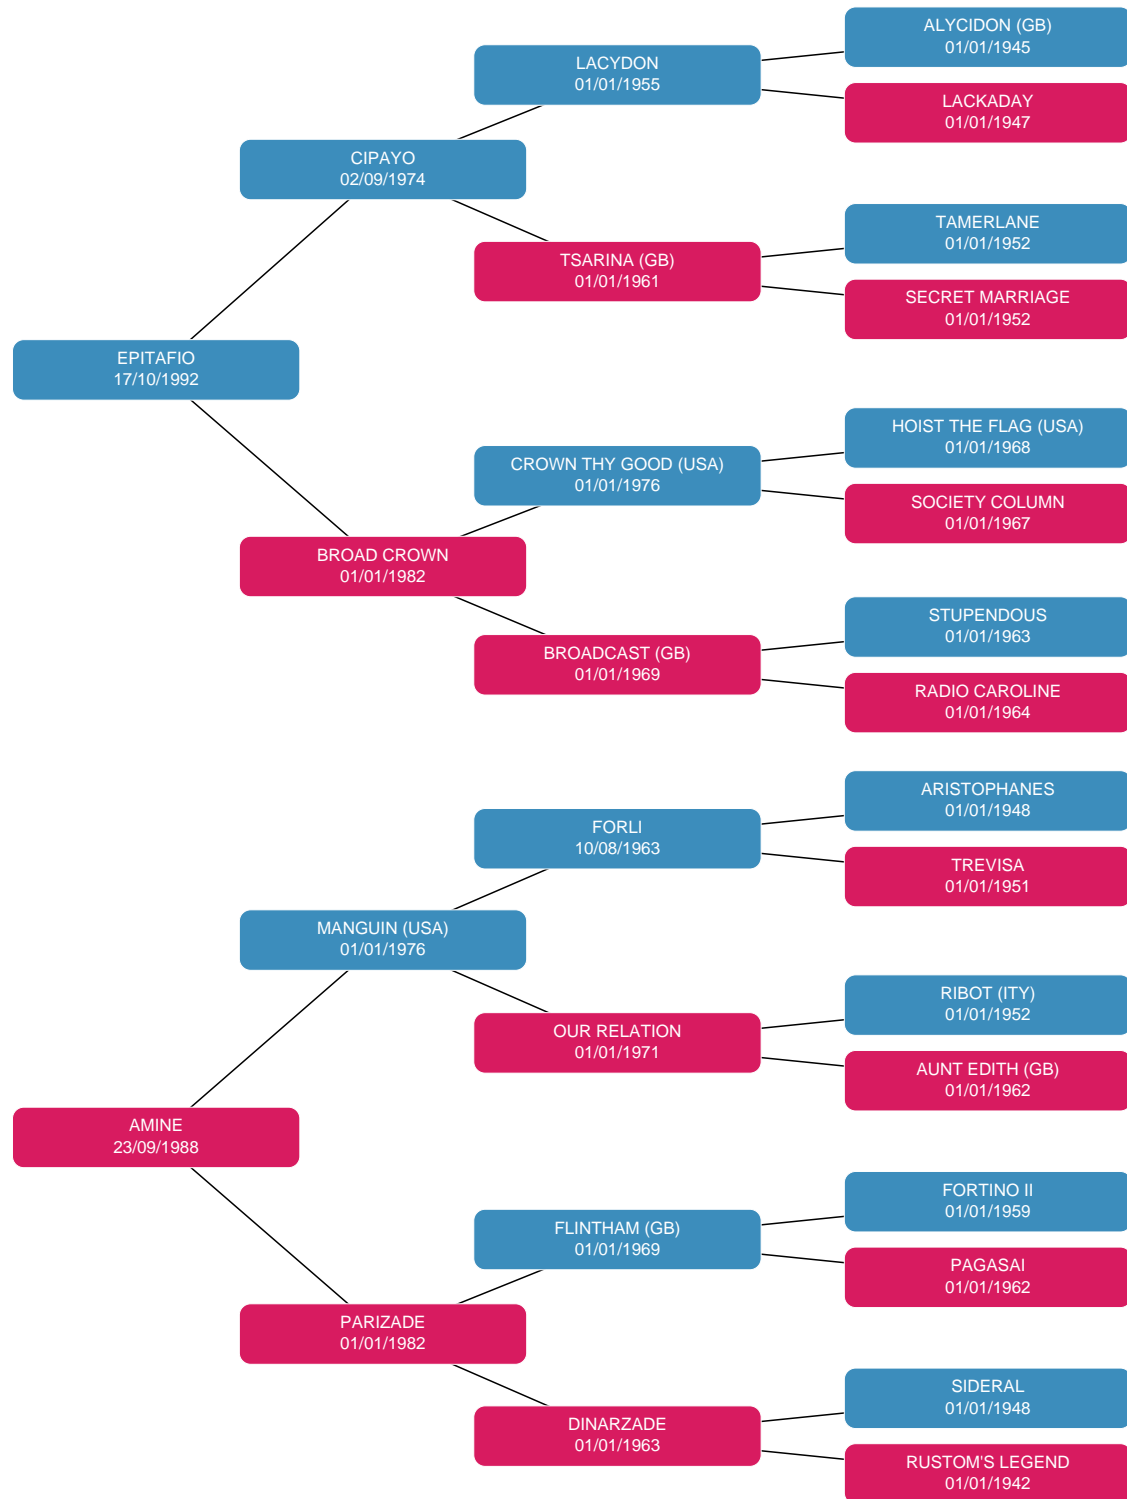 ALYCIDON (GB)
01/01/1945
LACYDON
01/01/1955
LACKADAY
01/01/1947
CIPAYO
02/09/1974
TAMERLANE
01/01/1952
TSARINA (GB)
01/01/1961
SECRET MARRIAGE
01/01/1952
EPITAFIO
17/10/1992
HOIST THE FLAG (USA)
01/01/1968
CROWN THY GOOD (USA)
01/01/1976
SOCIETY COLUMN
01/01/1967
BROAD CROWN
01/01/1982
STUPENDOUS
01/01/1963
BROADCAST (GB)
01/01/1969
RADIO CAROLINE
01/01/1964
ARISTOPHANES
01/01/1948
FORLI
10/08/1963
TREVISA
01/01/1951
MANGUIN (USA)
01/01/1976
RIBOT (ITY)
01/01/1952
OUR RELATION
01/01/1971
AUNT EDITH (GB)
01/01/1962
AMINE
23/09/1988
FORTINO II
01/01/1959
FLINTHAM (GB)
01/01/1969
PAGASAI
01/01/1962
PARIZADE
01/01/1982
SIDERAL
01/01/1948
DINARZADE
01/01/1963
RUSTOM'S LEGEND
01/01/1942